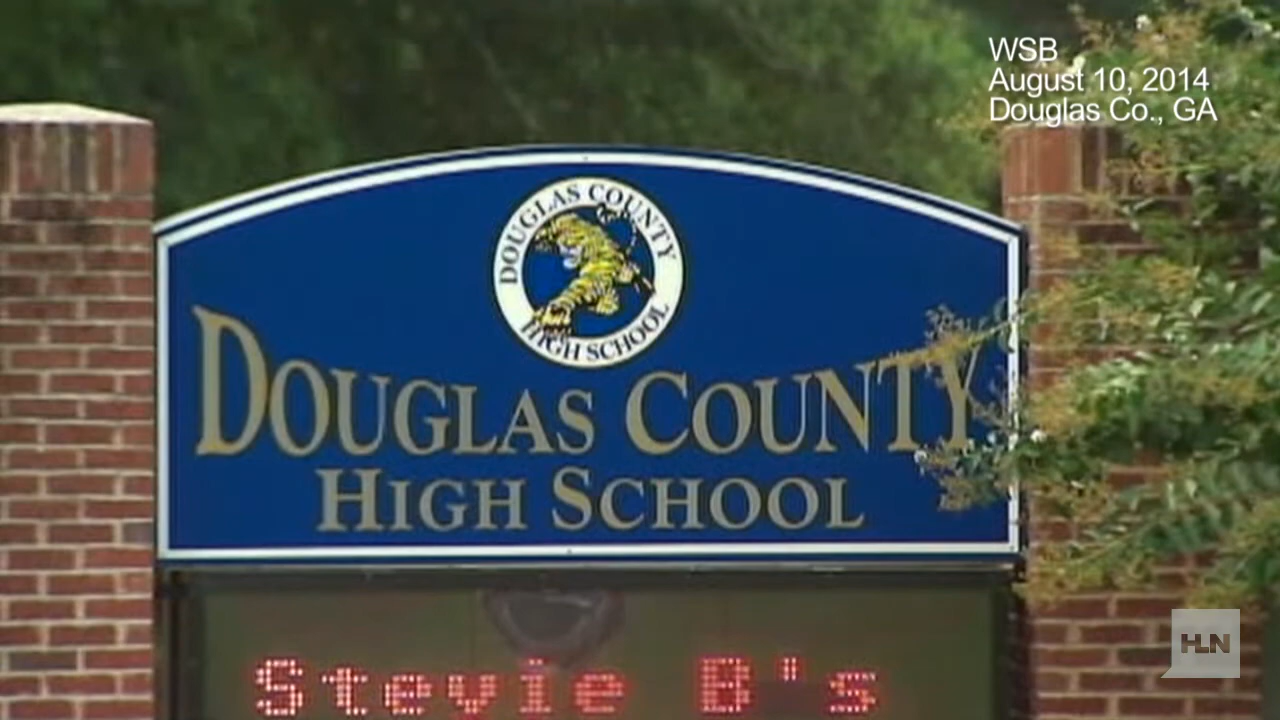 WSB
August 10, 2014
Douglas Co., GA
DOUGLAS COUNTY
HIGH SCHOOL
DOUGLAS COUNTY
HIGH SCHOOL
Stevie B's
HLN